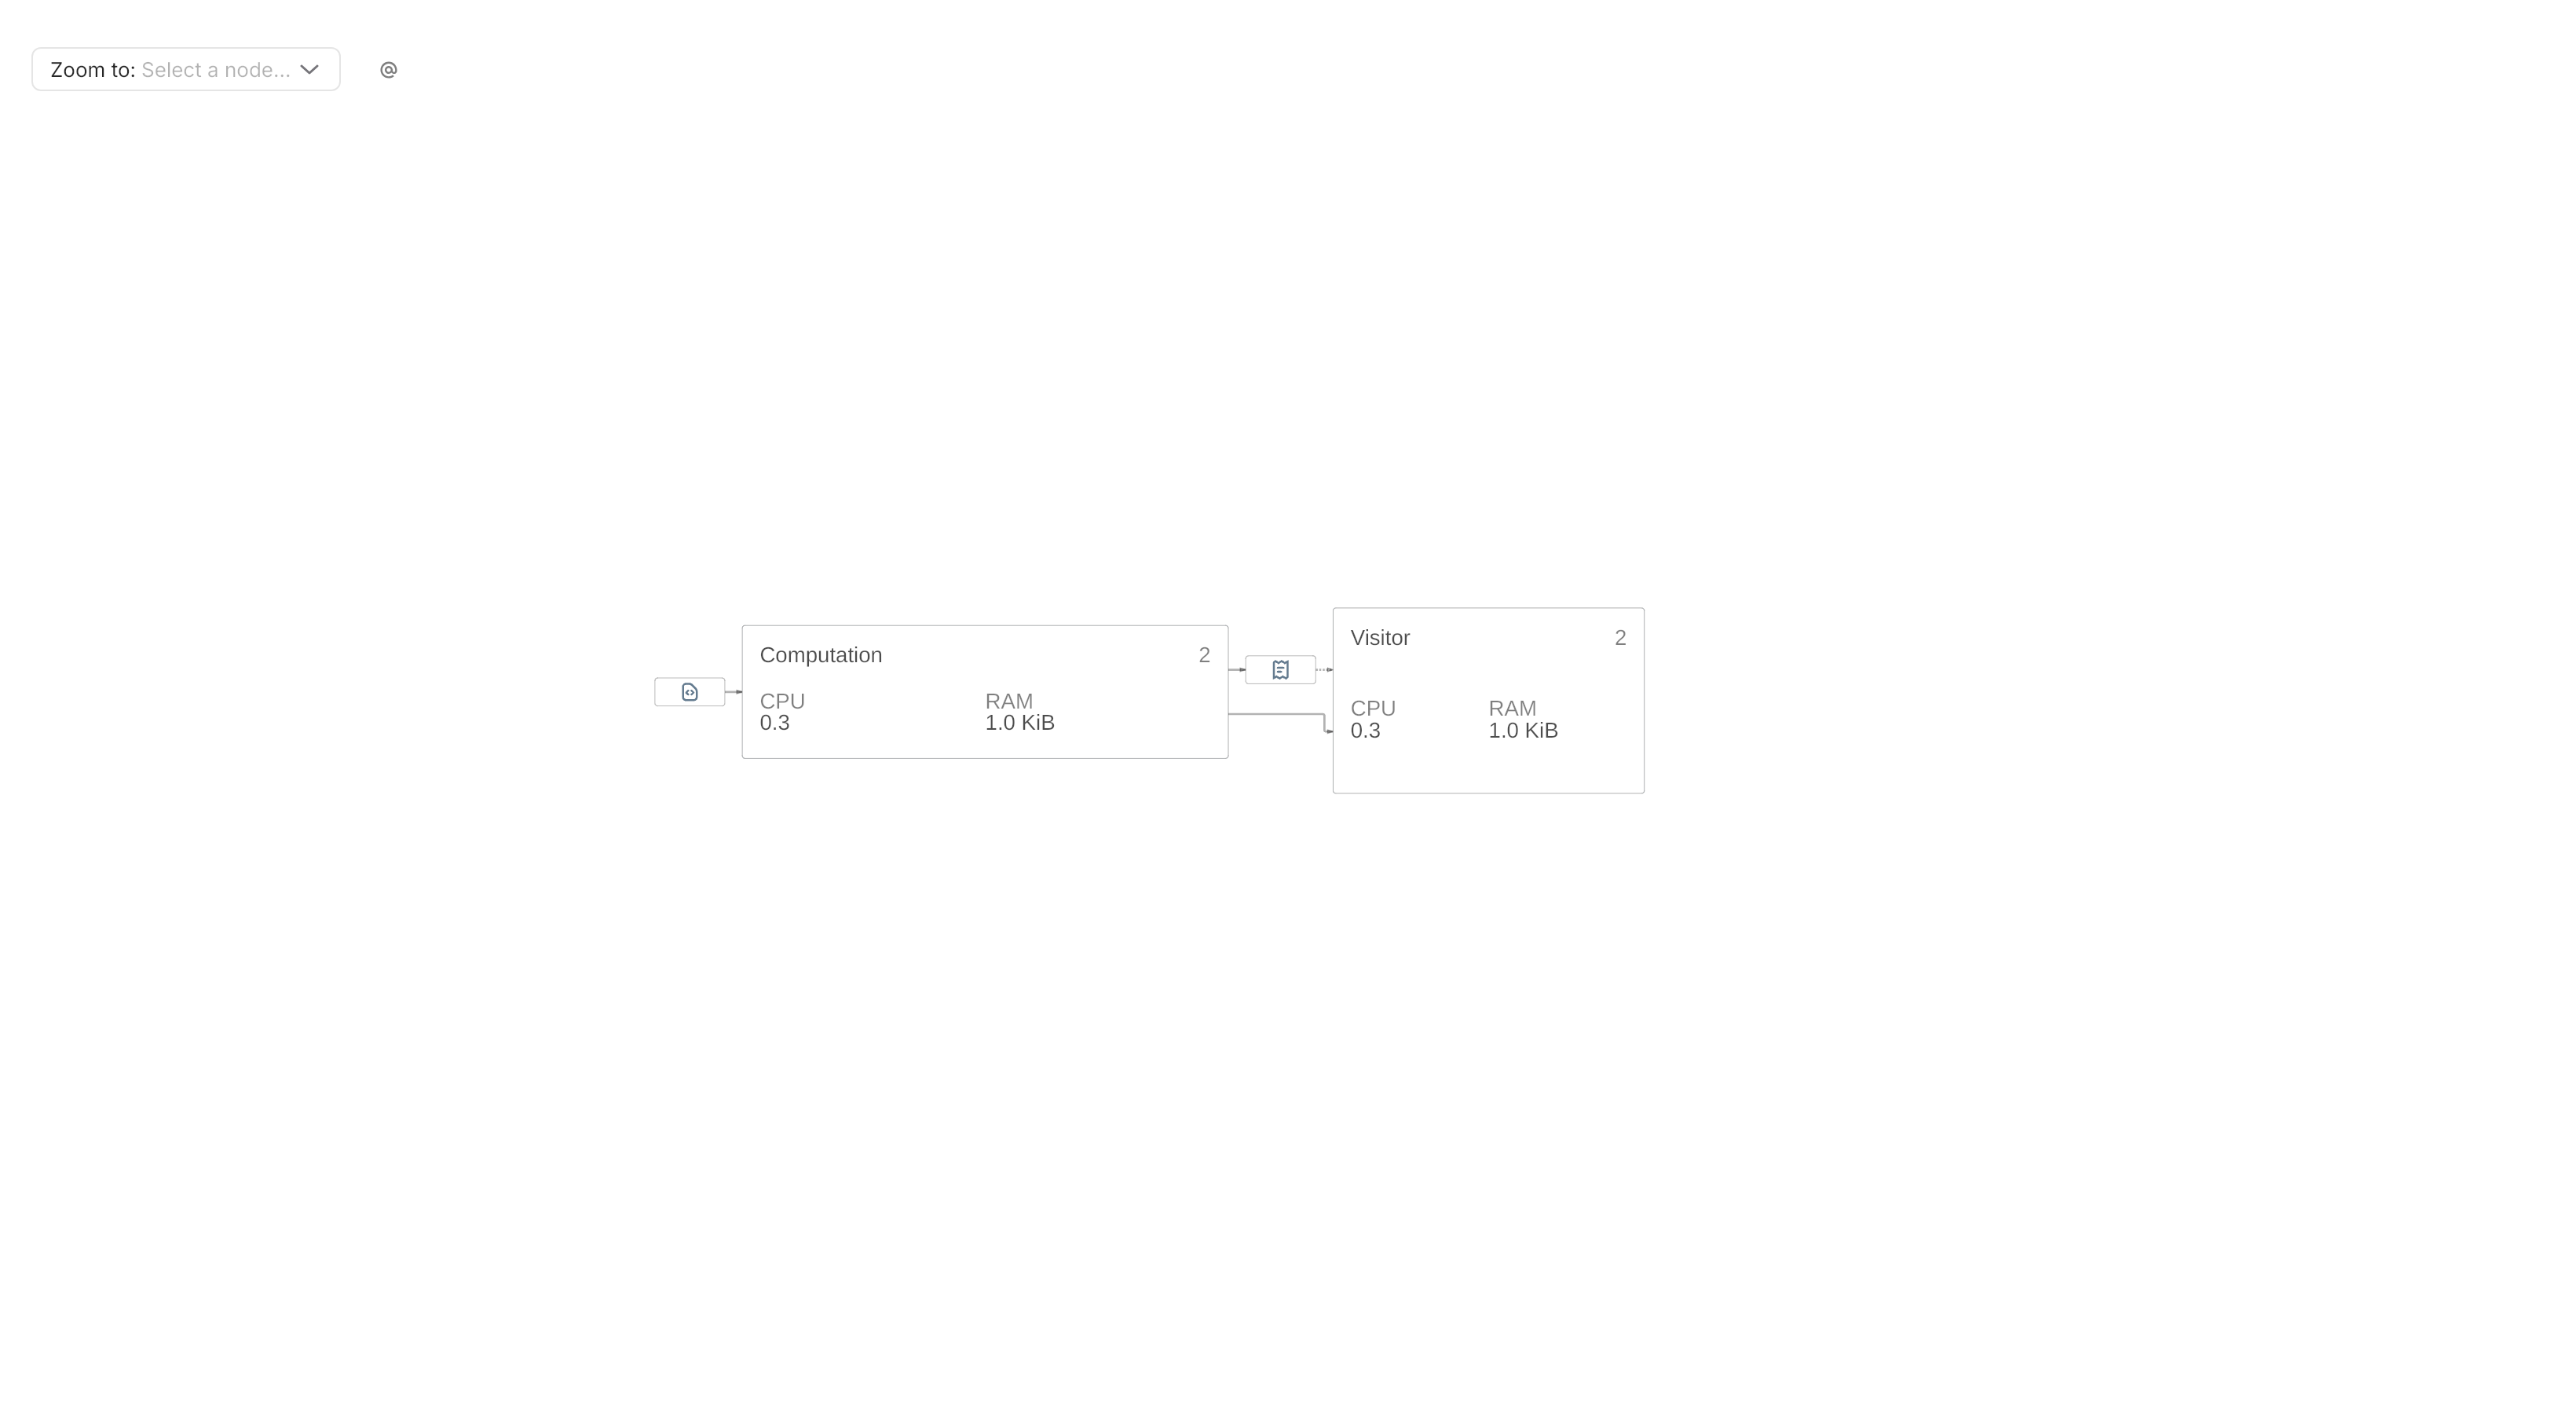 Zoom to: Select a node...
@
Computation 2
CPU RAM
0.3 1.0 KiB
Visitor 2
CPU RAM
0.3 1.0 KiB